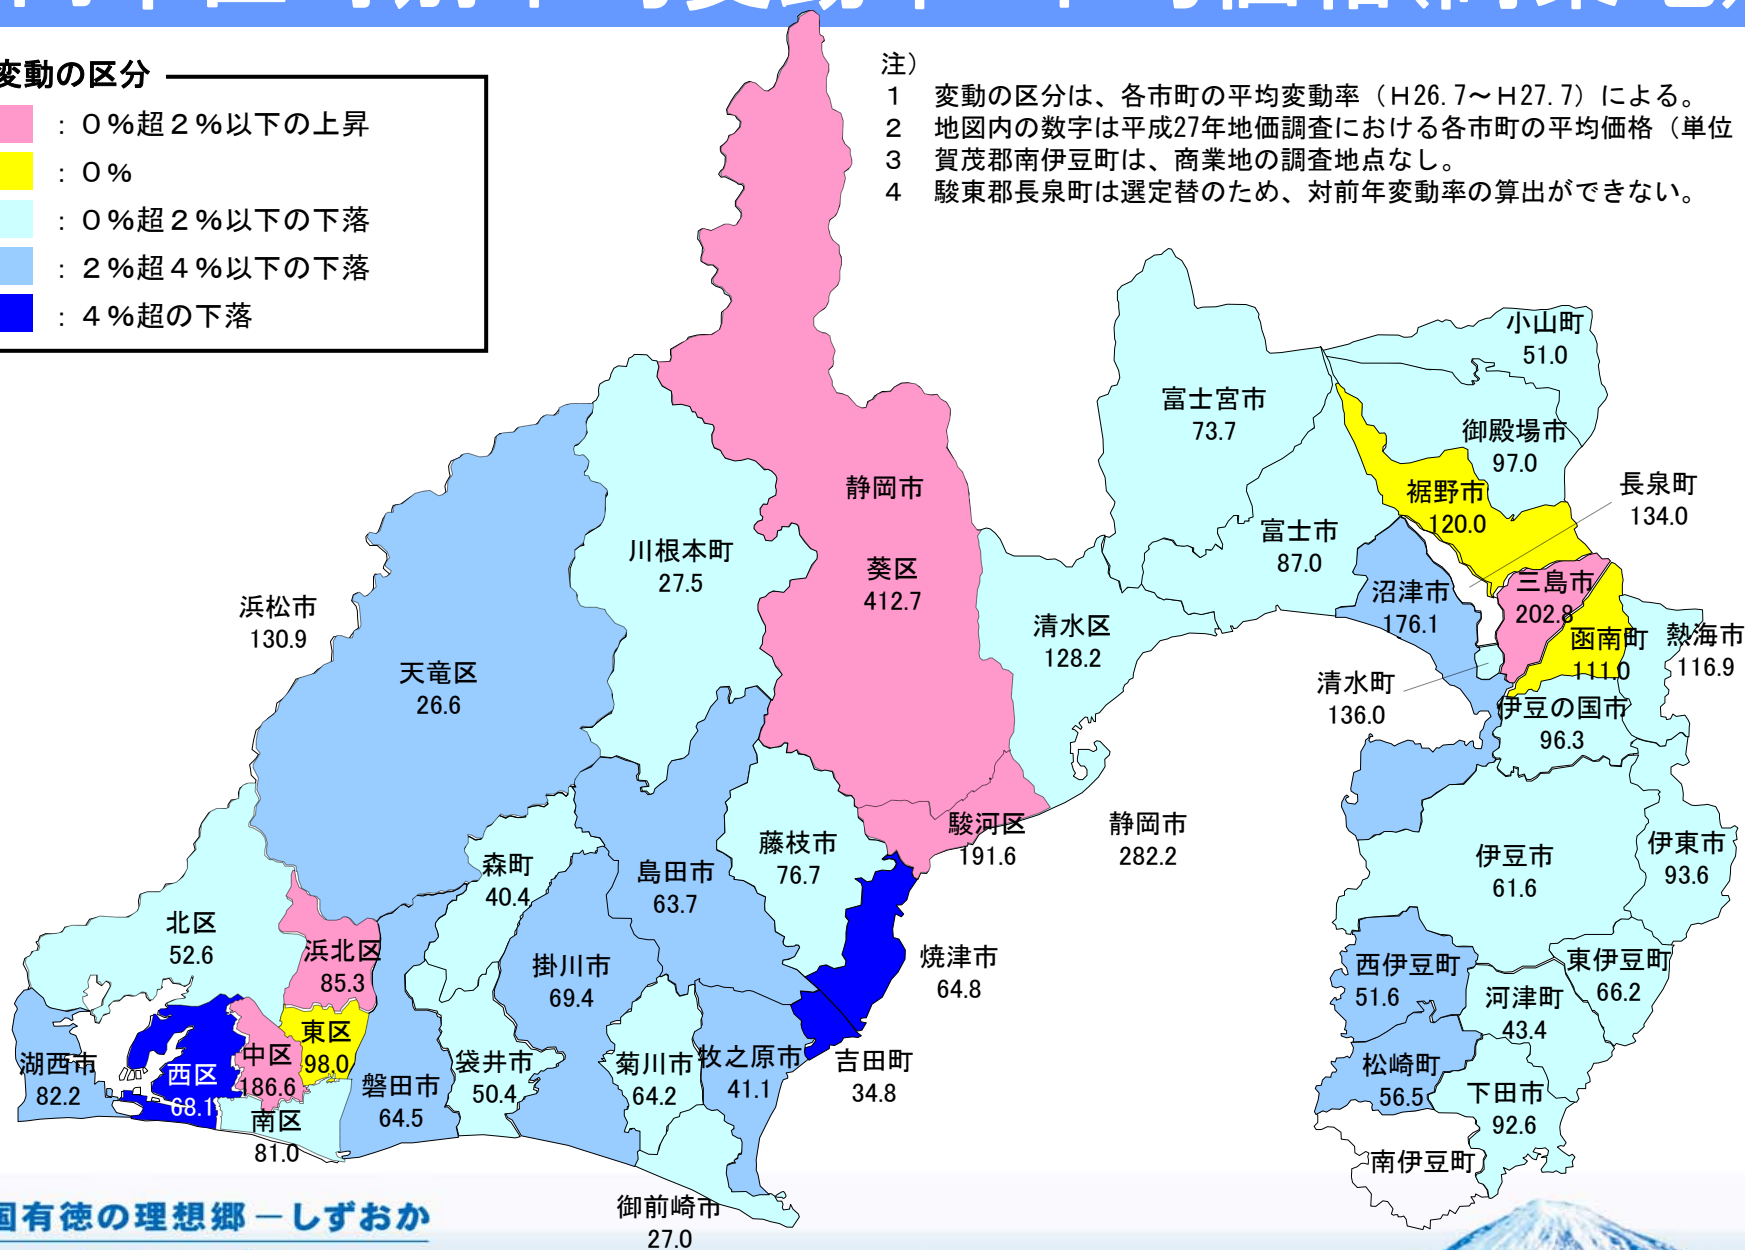 変動の区分
：０％超２％以下の上昇
：０％
：０％超２％以下の下落
：２％超４％以下の下落
：４％超の下落
注）
1 変動の区分は、各市町の平均変動率（Ｈ26.7～Ｈ27.7）による。
2 地図内の数字は平成27年地価調査における各市町の平均価格（単位
3 賀茂郡南伊豆町は、商業地の調査地点なし。
4 駿東郡長泉町は選定替のため、対前年変動率の算出ができない。
小山町
51.0
富士宮市
73.7
御殿場市
97.0
裾野市
120.0
長泉町
134.0
静岡市
富士市
87.0
川根本町
27.5
葵区
412.7
沼津市
176.1
三島市
202.8
浜松市
130.9
清水区
128.2
函南町
111.0
熱海市
116.9
天竜区
26.6
清水町
136.0
伊豆の国市
96.3
駿河区
191.6
静岡市
282.2
藤枝市
76.7
伊豆市
61.6
伊東市
93.6
森町
40.4
島田市
63.7
北区
52.6
浜北区
85.3
掛川市
69.4
焼津市
64.8
西伊豆町
51.6
東伊豆町
66.2
河津町
43.4
東区
98.0
中区
186.6
湖西市
82.2
西区
68.1
袋井市
50.4
菊川市
64.2
牧之原市
41.1
吉田町
34.8
松崎町
56.5
磐田市
64.5
下田市
92.6
南区
81.0
南伊豆町
御前崎市
27.0
国有徳の理想郷－しずおか